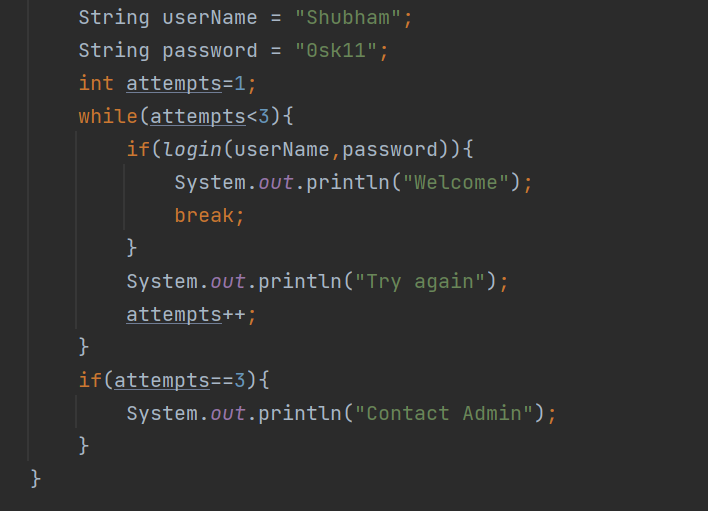 String userName = "Shubham";
String password = "0sk11";
int attempts=1;
while(attempts<3){
if(login(userName,password)){
System.out.println("Welcome");
break;
}
System.out.println("Try again");
attempts++;
}
if(attempts==3){
System.out.println("Contact Admin");
}
}